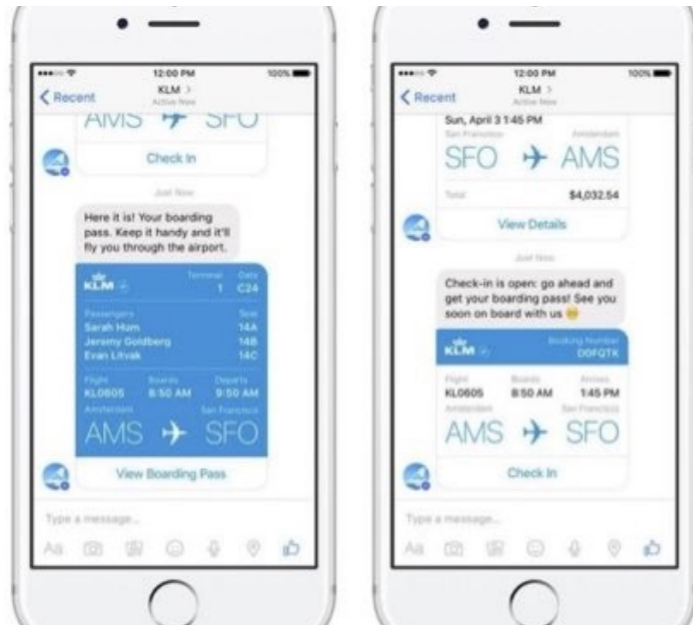 12:00 PM
100%
Recent
KLM >
Active Now
AMS SFO
Check In
Just Now
Here it is! Your boarding
pass. Keep it handy and it'll
fly you through the airport.
KLM
Terminal
1
C24
Passengers
Seat
Sarah Hum 14A
Jeremy Goldberg 14B
Evan Litvak 14C
Flight Boards Departs
KL0605 8:50 AM 9:50 AM
Amsterdam San Francisco
AMS SFO
View Boarding Pass
Type a message...
Aa
12:00 PM
100%
Recent
KLM >
Active Now
Sun, April 3 1:45 PM
San Francisco Amsterdam
SFO AMS
Total $4,032.54
View Details
Just Now
Check-in is open: go ahead and
get your boarding pass! See you
soon on board with us 😊
KLM
Booking Number
Flight Boards Arrives
KL0605 8:50 AM 1:45 PM
Amsterdam San Francisco
AMS SFO
Check In
Type a message...
Aa